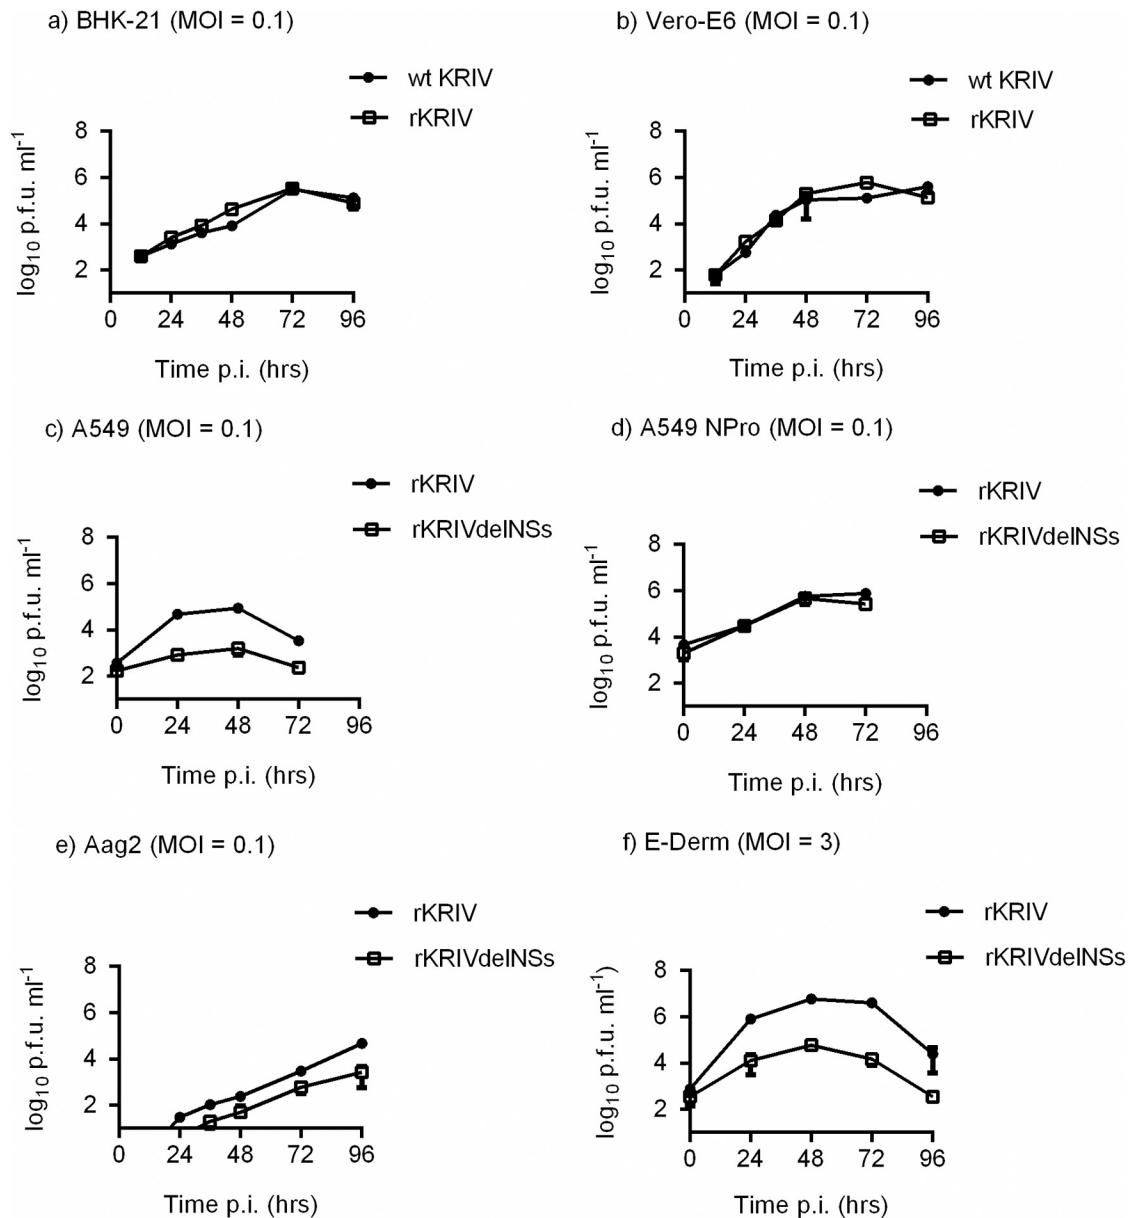 a) BHK-21 (MOI = 0.1)
wt KRIV
rKRIV
log10 p.f.u. ml-1
8
6
4
2
0 24 48 72 96
Time p.i. (hrs)
b) Vero-E6 (MOI = 0.1)
wt KRIV
rKRIV
log10 p.f.u. ml-1
8
6
4
2
0 24 48 72 96
Time p.i. (hrs)
c) A549 (MOI = 0.1)
rKRIV
rKRIVdelNSs
log10 p.f.u. ml-1
8
6
4
2
0 24 48 72 96
Time p.i. (hrs)
d) A549 NPro (MOI = 0.1)
rKRIV
rKRIVdelNSs
log10 p.f.u. ml-1
8
6
4
2
0 24 48 72 96
Time p.i. (hrs)
e) Aag2 (MOI = 0.1)
rKRIV
rKRIVdelNSs
log10 p.f.u. ml-1
8
6
4
2
0 24 48 72 96
Time p.i. (hrs)
f) E-Derm (MOI = 3)
rKRIV
rKRIVdelNSs
log10 p.f.u. ml-1)
8
6
4
2
0 24 48 72 96
Time p.i. (hrs)